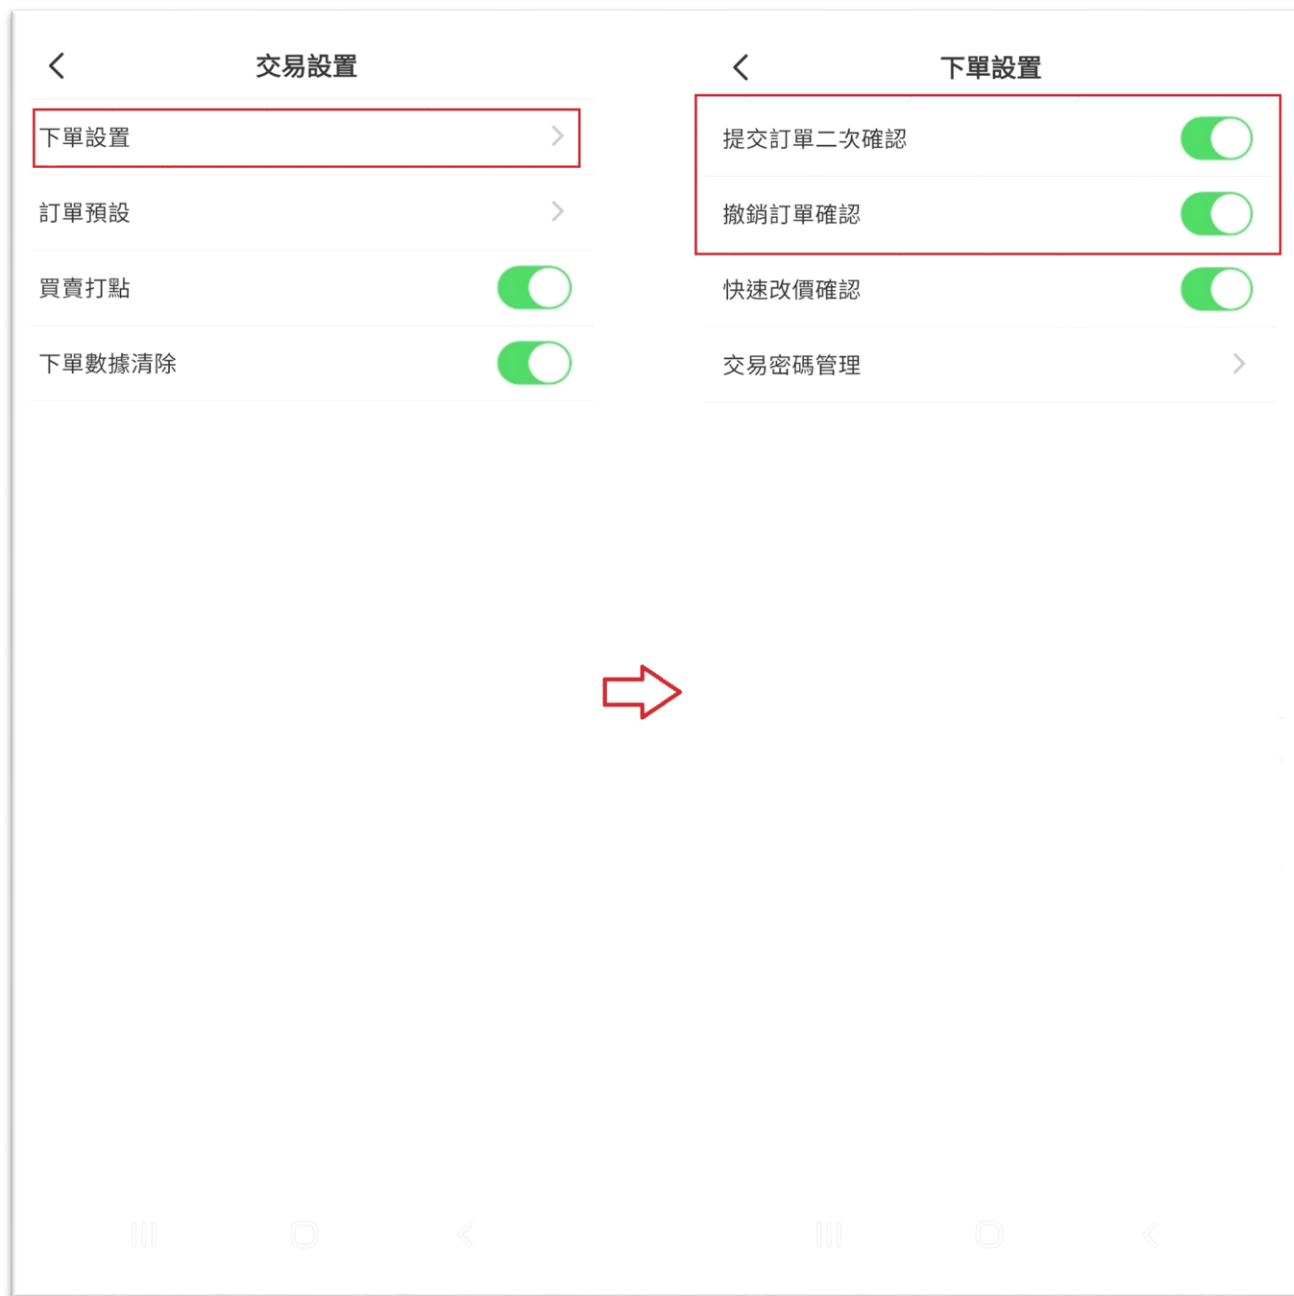 交易設置
下單設置
訂單預設
買賣打點
下單數據清除
下單設置
提交訂單二次確認
撤銷訂單確認
快速改價確認
交易密碼管理